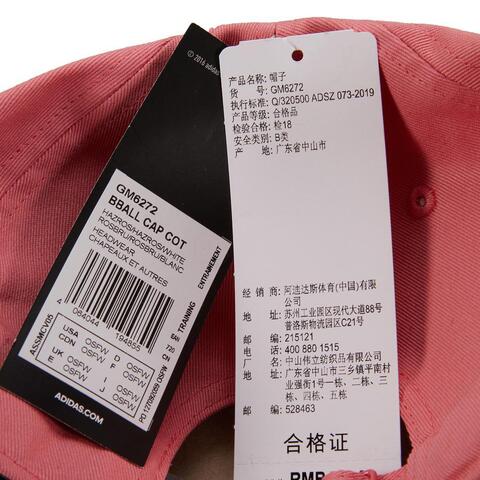 © 2016 adidas
GM6272
BBALL CAP COT
HAZROS/HAZROS/WHITE
ROSBRU/ROSBRU/BLANC
HEADWEAR
CHAPEAUX ET AUTRES
TRAINING
ENTRAINEMENT
4 064044 194855
EAN
720
CN
ASSMCV05
USA OSFW D OSFW
CDN OSFW F OSFW
UK OSFW I OSFW
E OSFW J OSFW
ADIDAS.COM
产品名称: 帽子
货 号: GM6272
执行标准: Q/320500 ADSZ 073-2019
产品等级: 合格品
检验合格: 检18
安全类别: B类
产 地: 广东省中山市
经 销 商: 阿迪达斯体育(中国)有限公司
地 址: 苏州工业园区现代大道88号
普洛斯物流园区C21号
邮 编: 215121
电 话: 400 880 1515
厂 商: 中山伟立纺织品有限公司
地 址: 广东省中山市三乡镇平南村
业强街1号一栋、二栋、三
栋、四栋、五栋
邮 编: 528463
合格证
RMB